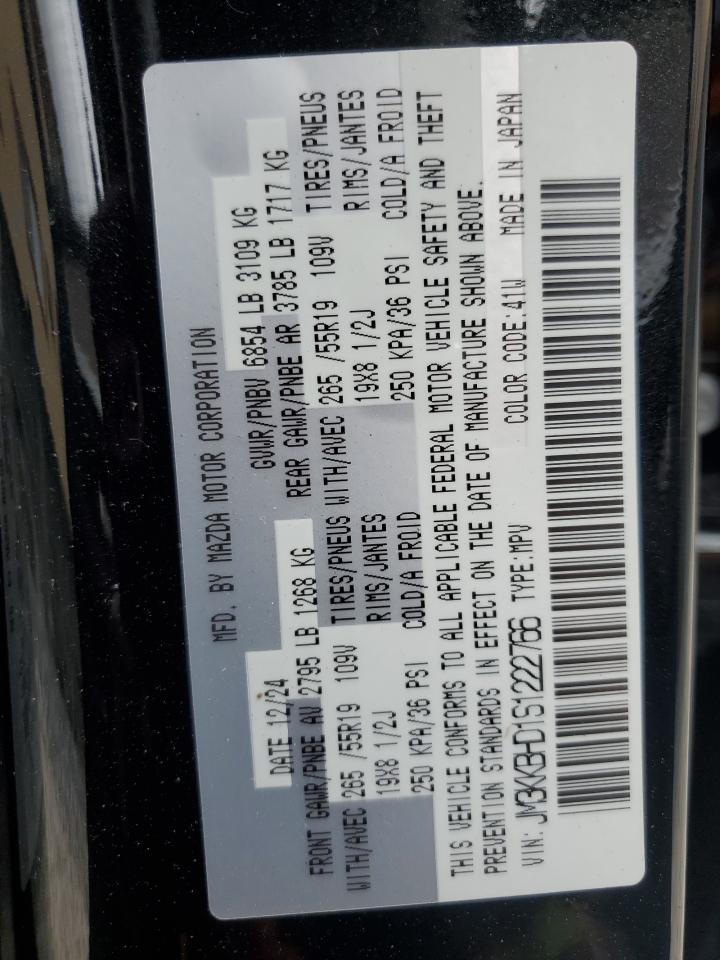 MFD. BY MAZDA MOTOR CORPORATION
DATE 12/24 GVWR/PNBV 6854 LB 3109 KG
FRONT GAWR/PNBE AV 2795 LB 1268 KG REAR GAWR/PNBE AR 3785 LB 1717 KG
TIRES/PNEUS WITH/AVEC 265 /55R19 109V TIRES/PNEUS
WITH/AVEC 265 /55R19 109V RIMS/JANTES 19X8 1/2J RIMS/JANTES
19X8 1/2J COLD/A FROID 250 KPA/36 PSI COLD/A FROID
250 KPA/36 PSI
THIS VEHICLE CONFORMS TO ALL APPLICABLE FEDERAL MOTOR VEHICLE SAFETY AND THEFT
PREVENTION STANDARDS IN EFFECT ON THE DATE OF MANUFACTURE SHOWN ABOVE.
VIN: JM3KKBHD1S1222766 TYPE:MPV COLOR CODE:41W MADE IN JAPAN